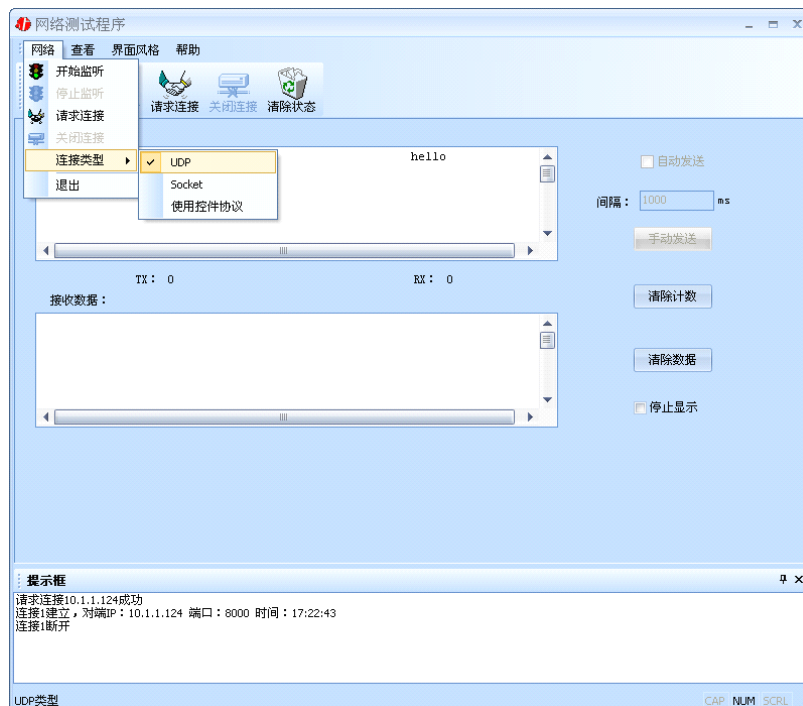 网络测试程序
网络 查看 界面风格 帮助
开始监听
停止监听
请求连接
关闭连接
连接类型
退出
请求连接 关闭连接 清除状态
UDP
Socket
使用控件协议
hello
自动发送
间隔： 1000 ms
手动发送
TX： 0 RX： 0
清除计数
接收数据：
清除数据
停止显示
提示框
请求连接10.1.1.124成功
连接1建立，对端IP：10.1.1.124 端口：8000 时间：17:22:43
连接1断开
UDP类型 CAP NUM SCRL